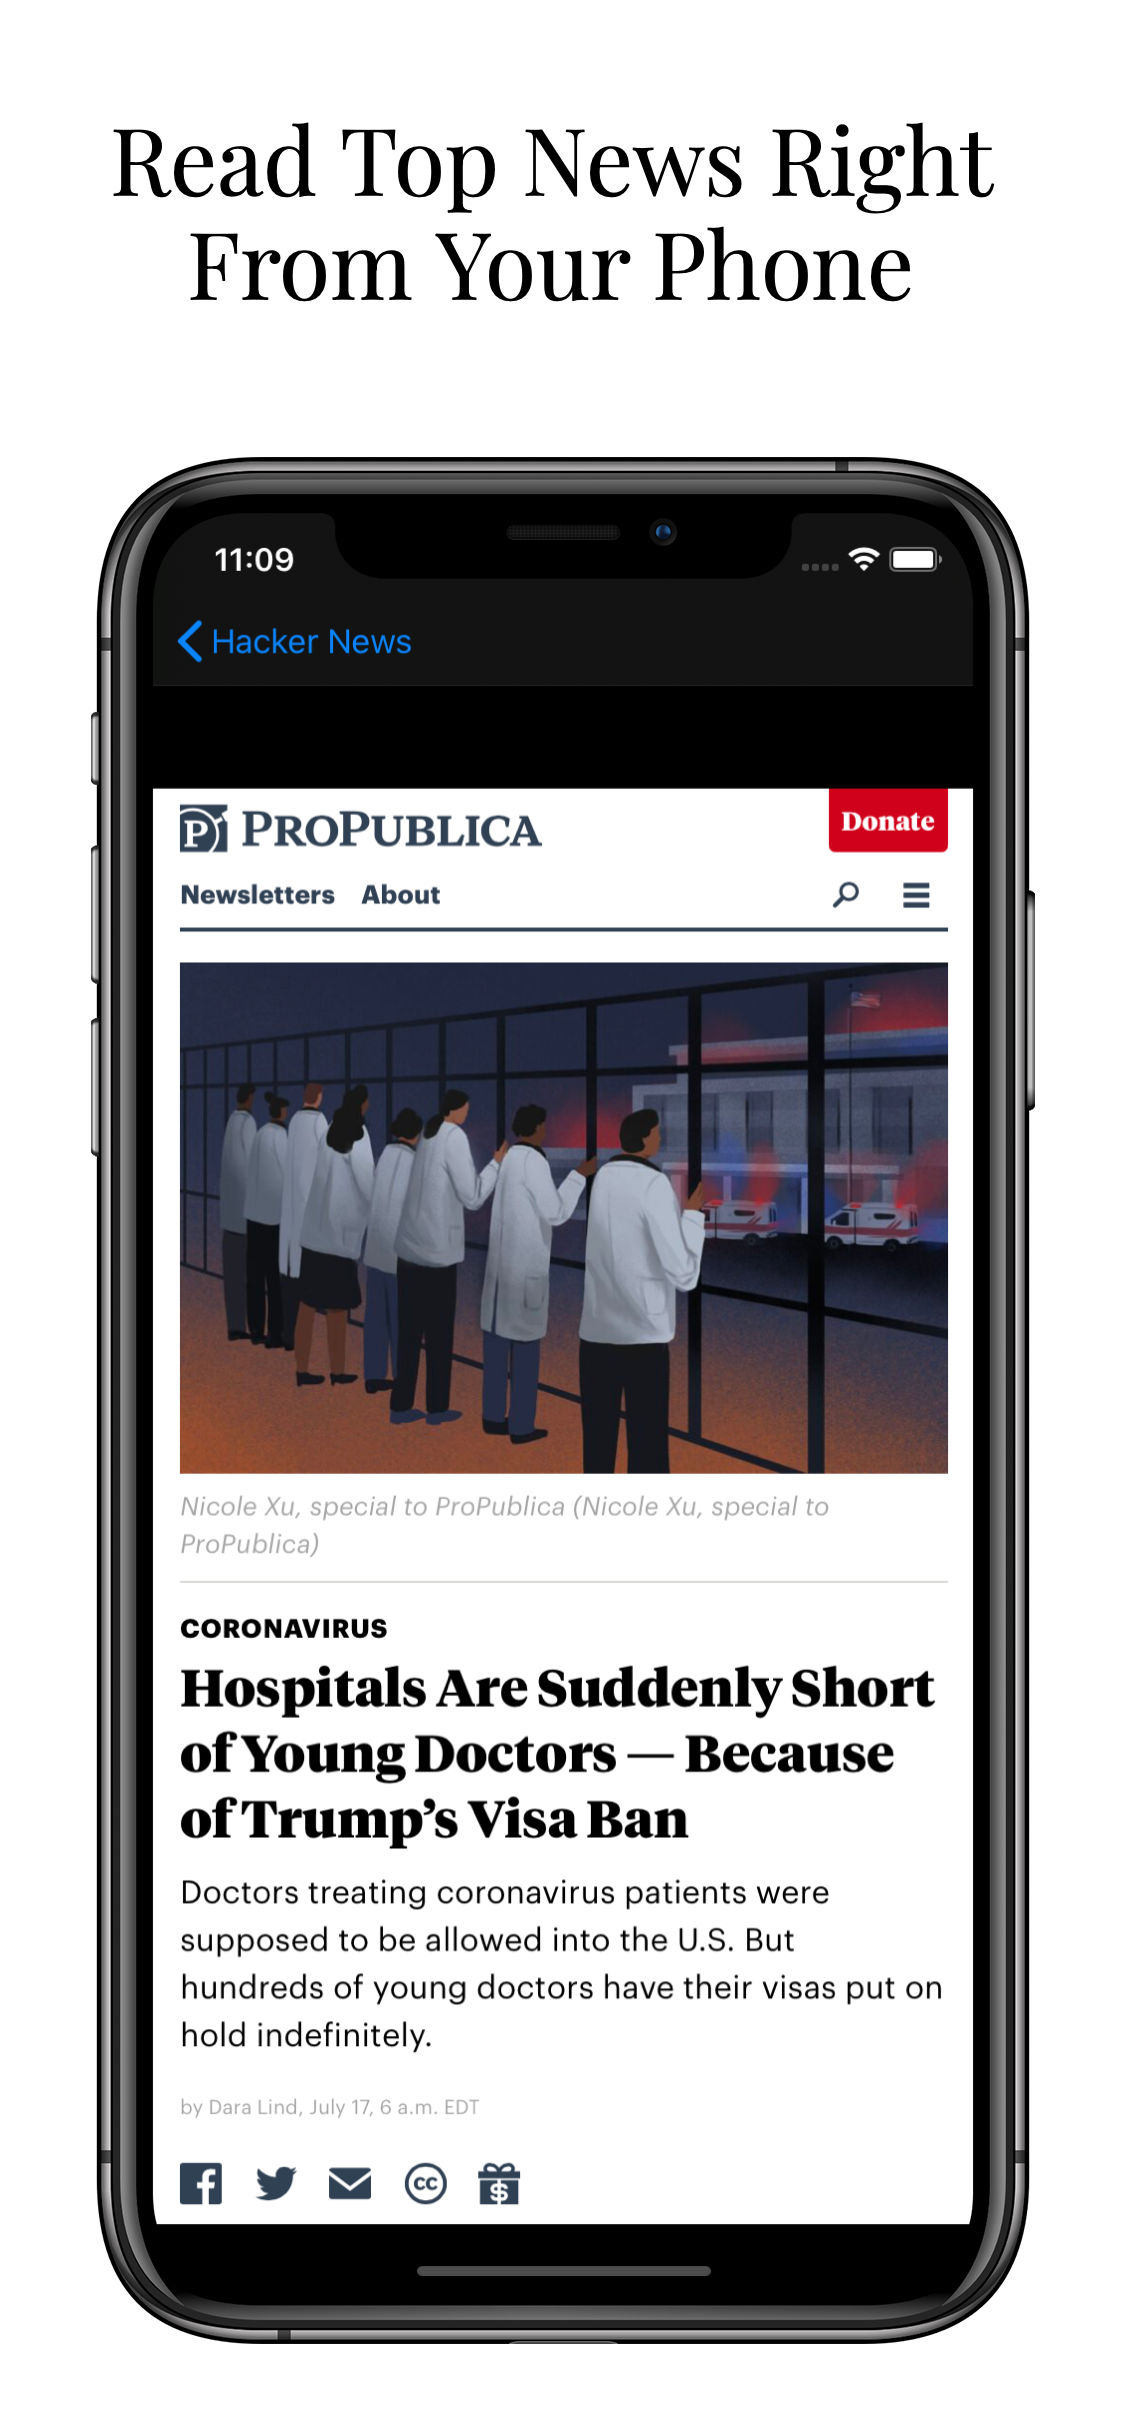 Read Top News Right
From Your Phone
11:09
Hacker News
P PROPUBLICA
Donate
Newsletters About
Nicole Xu, special to ProPublica (Nicole Xu, special to
ProPublica)
CORONAVIRUS
Hospitals Are Suddenly Short
of Young Doctors — Because
of Trump’s Visa Ban
Doctors treating coronavirus patients were
supposed to be allowed into the U.S. But
hundreds of young doctors have their visas put on
hold indefinitely.
by Dara Lind, July 17, 6 a.m. EDT
f cc $